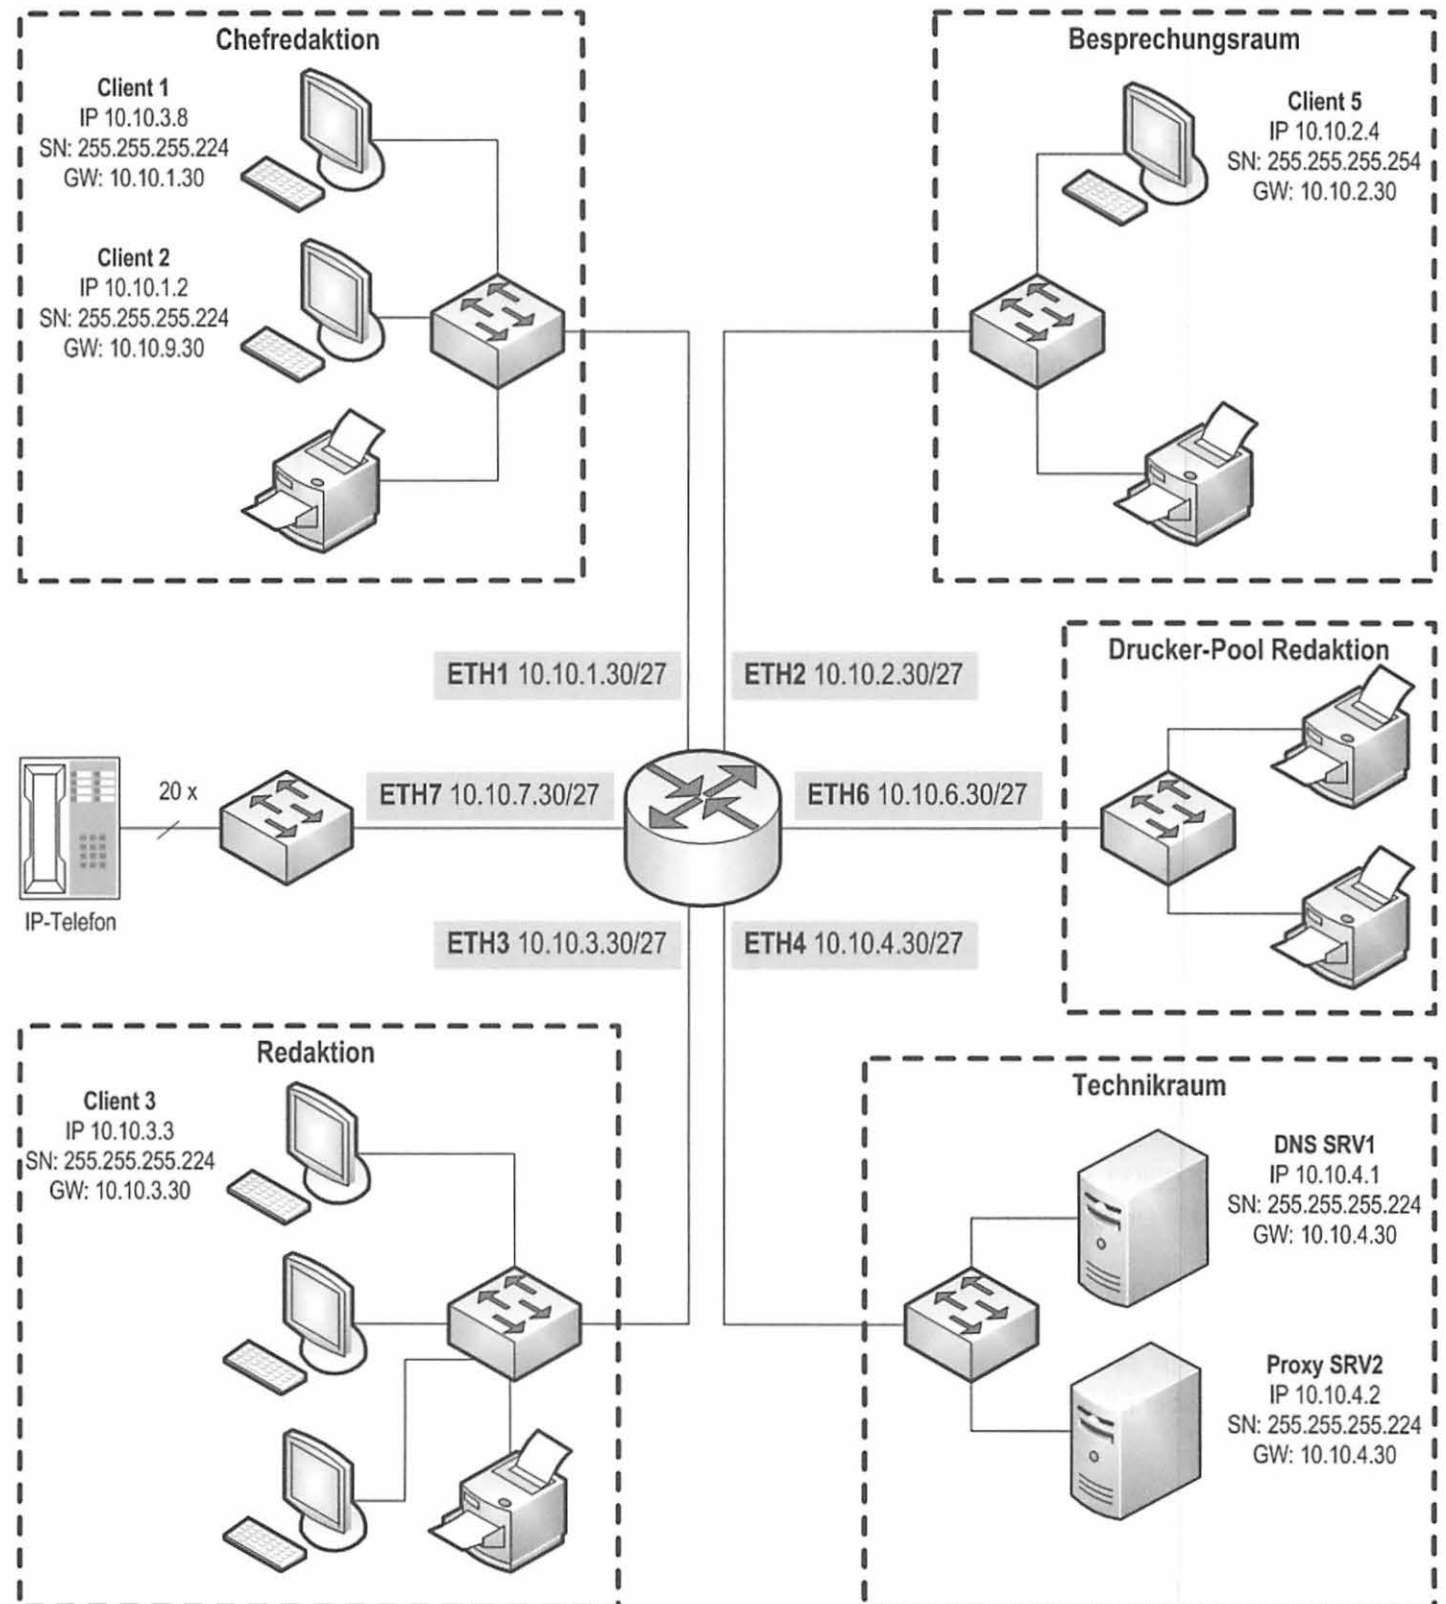 Chefredaktion
Client 1
IP 10.10.3.8
SN: 255.255.255.224
GW: 10.10.1.30
Client 2
IP 10.10.1.2
SN: 255.255.255.224
GW: 10.10.9.30
Besprechungsraum
Client 5
IP 10.10.2.4
SN: 255.255.255.254
GW: 10.10.2.30
ETH1 10.10.1.30/27
ETH2 10.10.2.30/27
Drucker-Pool Redaktion
20 x
ETH7 10.10.7.30/27
ETH6 10.10.6.30/27
IP-Telefon
ETH3 10.10.3.30/27
ETH4 10.10.4.30/27
Redaktion
Client 3
IP 10.10.3.3
SN: 255.255.255.224
GW: 10.10.3.30
Technikraum
DNS SRV1
IP 10.10.4.1
SN: 255.255.255.224
GW: 10.10.4.30
Proxy SRV2
IP 10.10.4.2
SN: 255.255.255.224
GW: 10.10.4.30